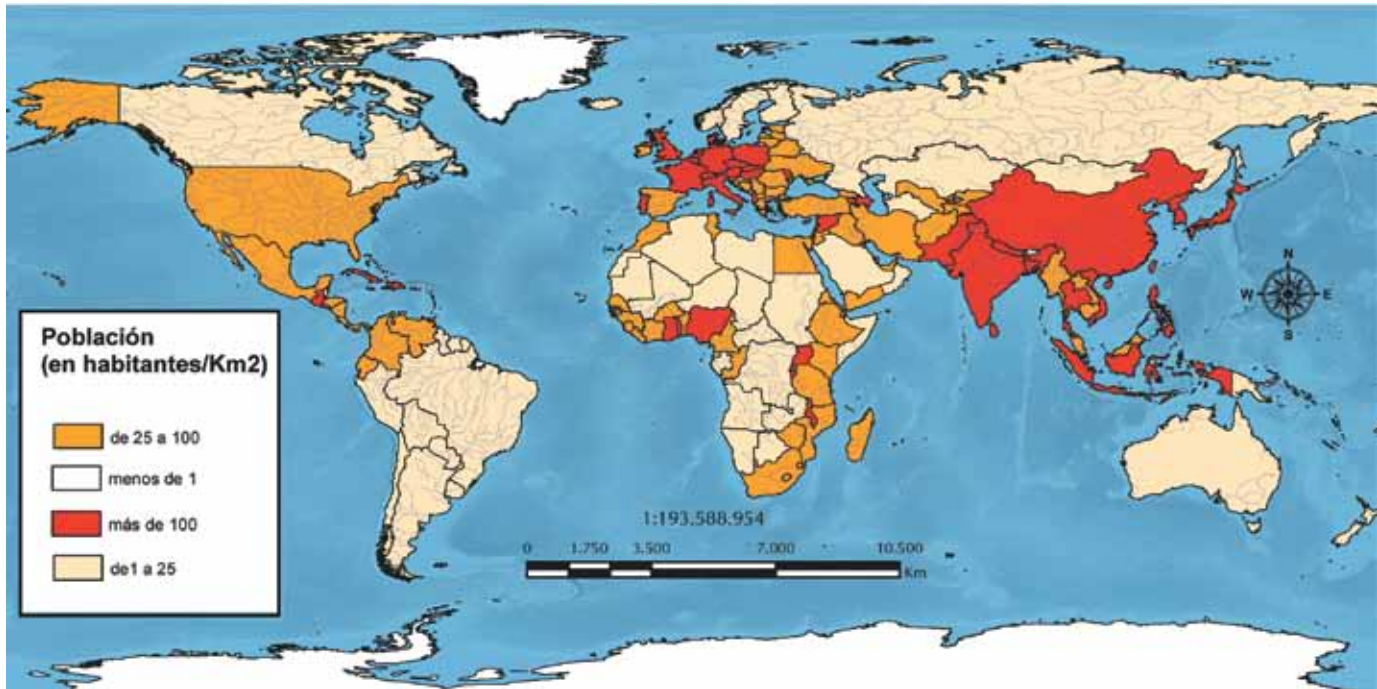 Población
(en habitantes/Km2)
de 25 a 100
menos de 1
más de 100
de1 a 25
N
W E
S
1:193.588.954
0 1.750 3.500 7.000 10.500
Km